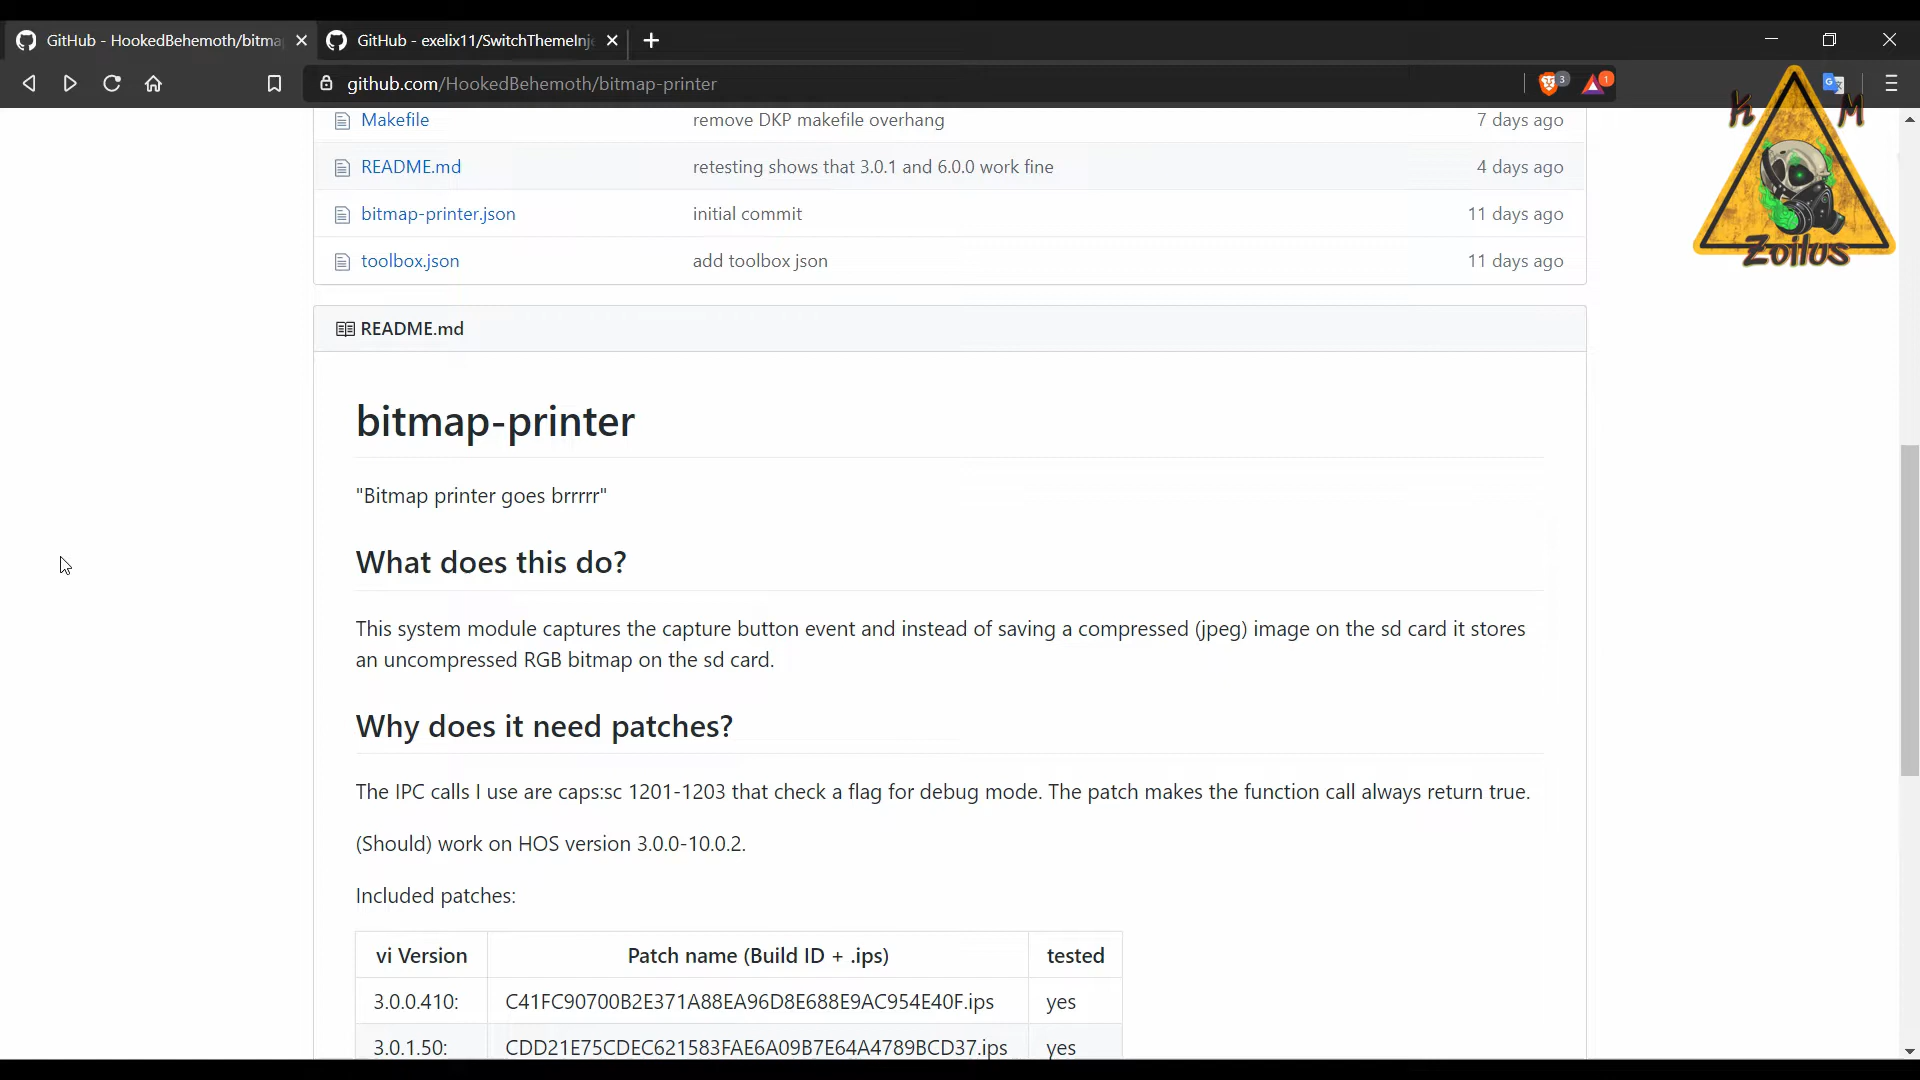 GitHub - HookedBehemoth/bitma
GitHub - exelix11/SwitchThemeInj
github.com/HookedBehemoth/bitmap-printer
3
1
K M
Zoilus
Makefile remove DKP makefile overhang 7 days ago
README.md retesting shows that 3.0.1 and 6.0.0 work fine 4 days ago
bitmap-printer.json initial commit 11 days ago
toolbox.json add toolbox json 11 days ago
README.md
bitmap-printer
"Bitmap printer goes brrrrr"
What does this do?
This system module captures the capture button event and instead of saving a compressed (jpeg) image on the sd card it stores
an uncompressed RGB bitmap on the sd card.
Why does it need patches?
The IPC calls I use are caps:sc 1201-1203 that check a flag for debug mode. The patch makes the function call always return true.
(Should) work on HOS version 3.0.0-10.0.2.
Included patches:
vi Version Patch name (Build ID + .ips) tested
3.0.0.410: C41FC90700B2E371A88EA96D8E688E9AC954E40F.ips yes
3.0.1.50: CDD21E75CDEC621583FAE6A09B7E64A4789BCD37.ips yes